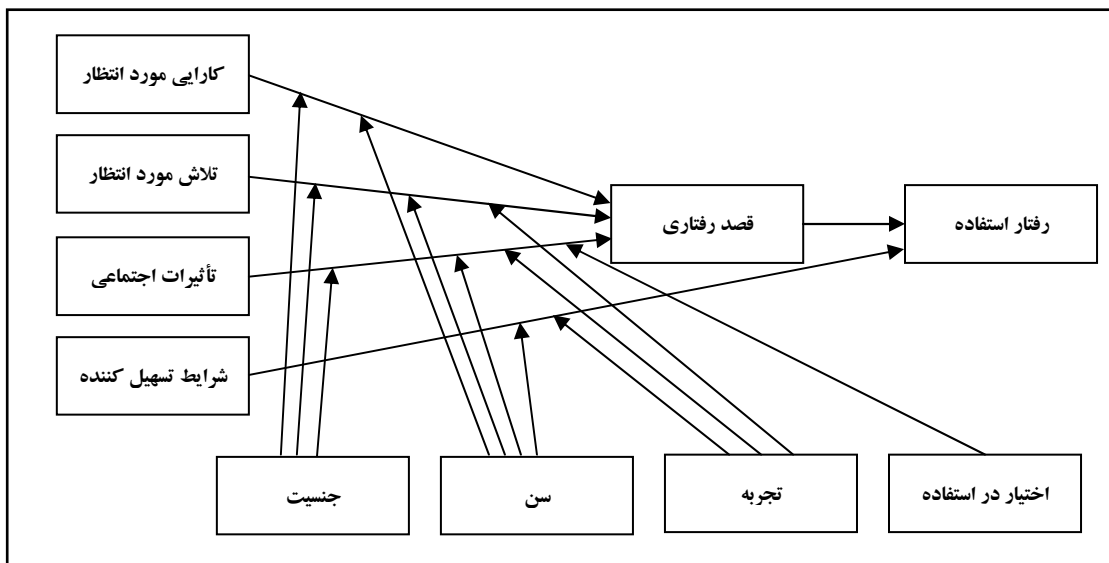 کارایی مورد انتظار
تلاش مورد انتظار
قصد رفتاری
رفتار استفاده
تأثیرات اجتماعی
شرایط تسهیل کننده
جنسیت
سن
تجربه
اختیار در استفاده